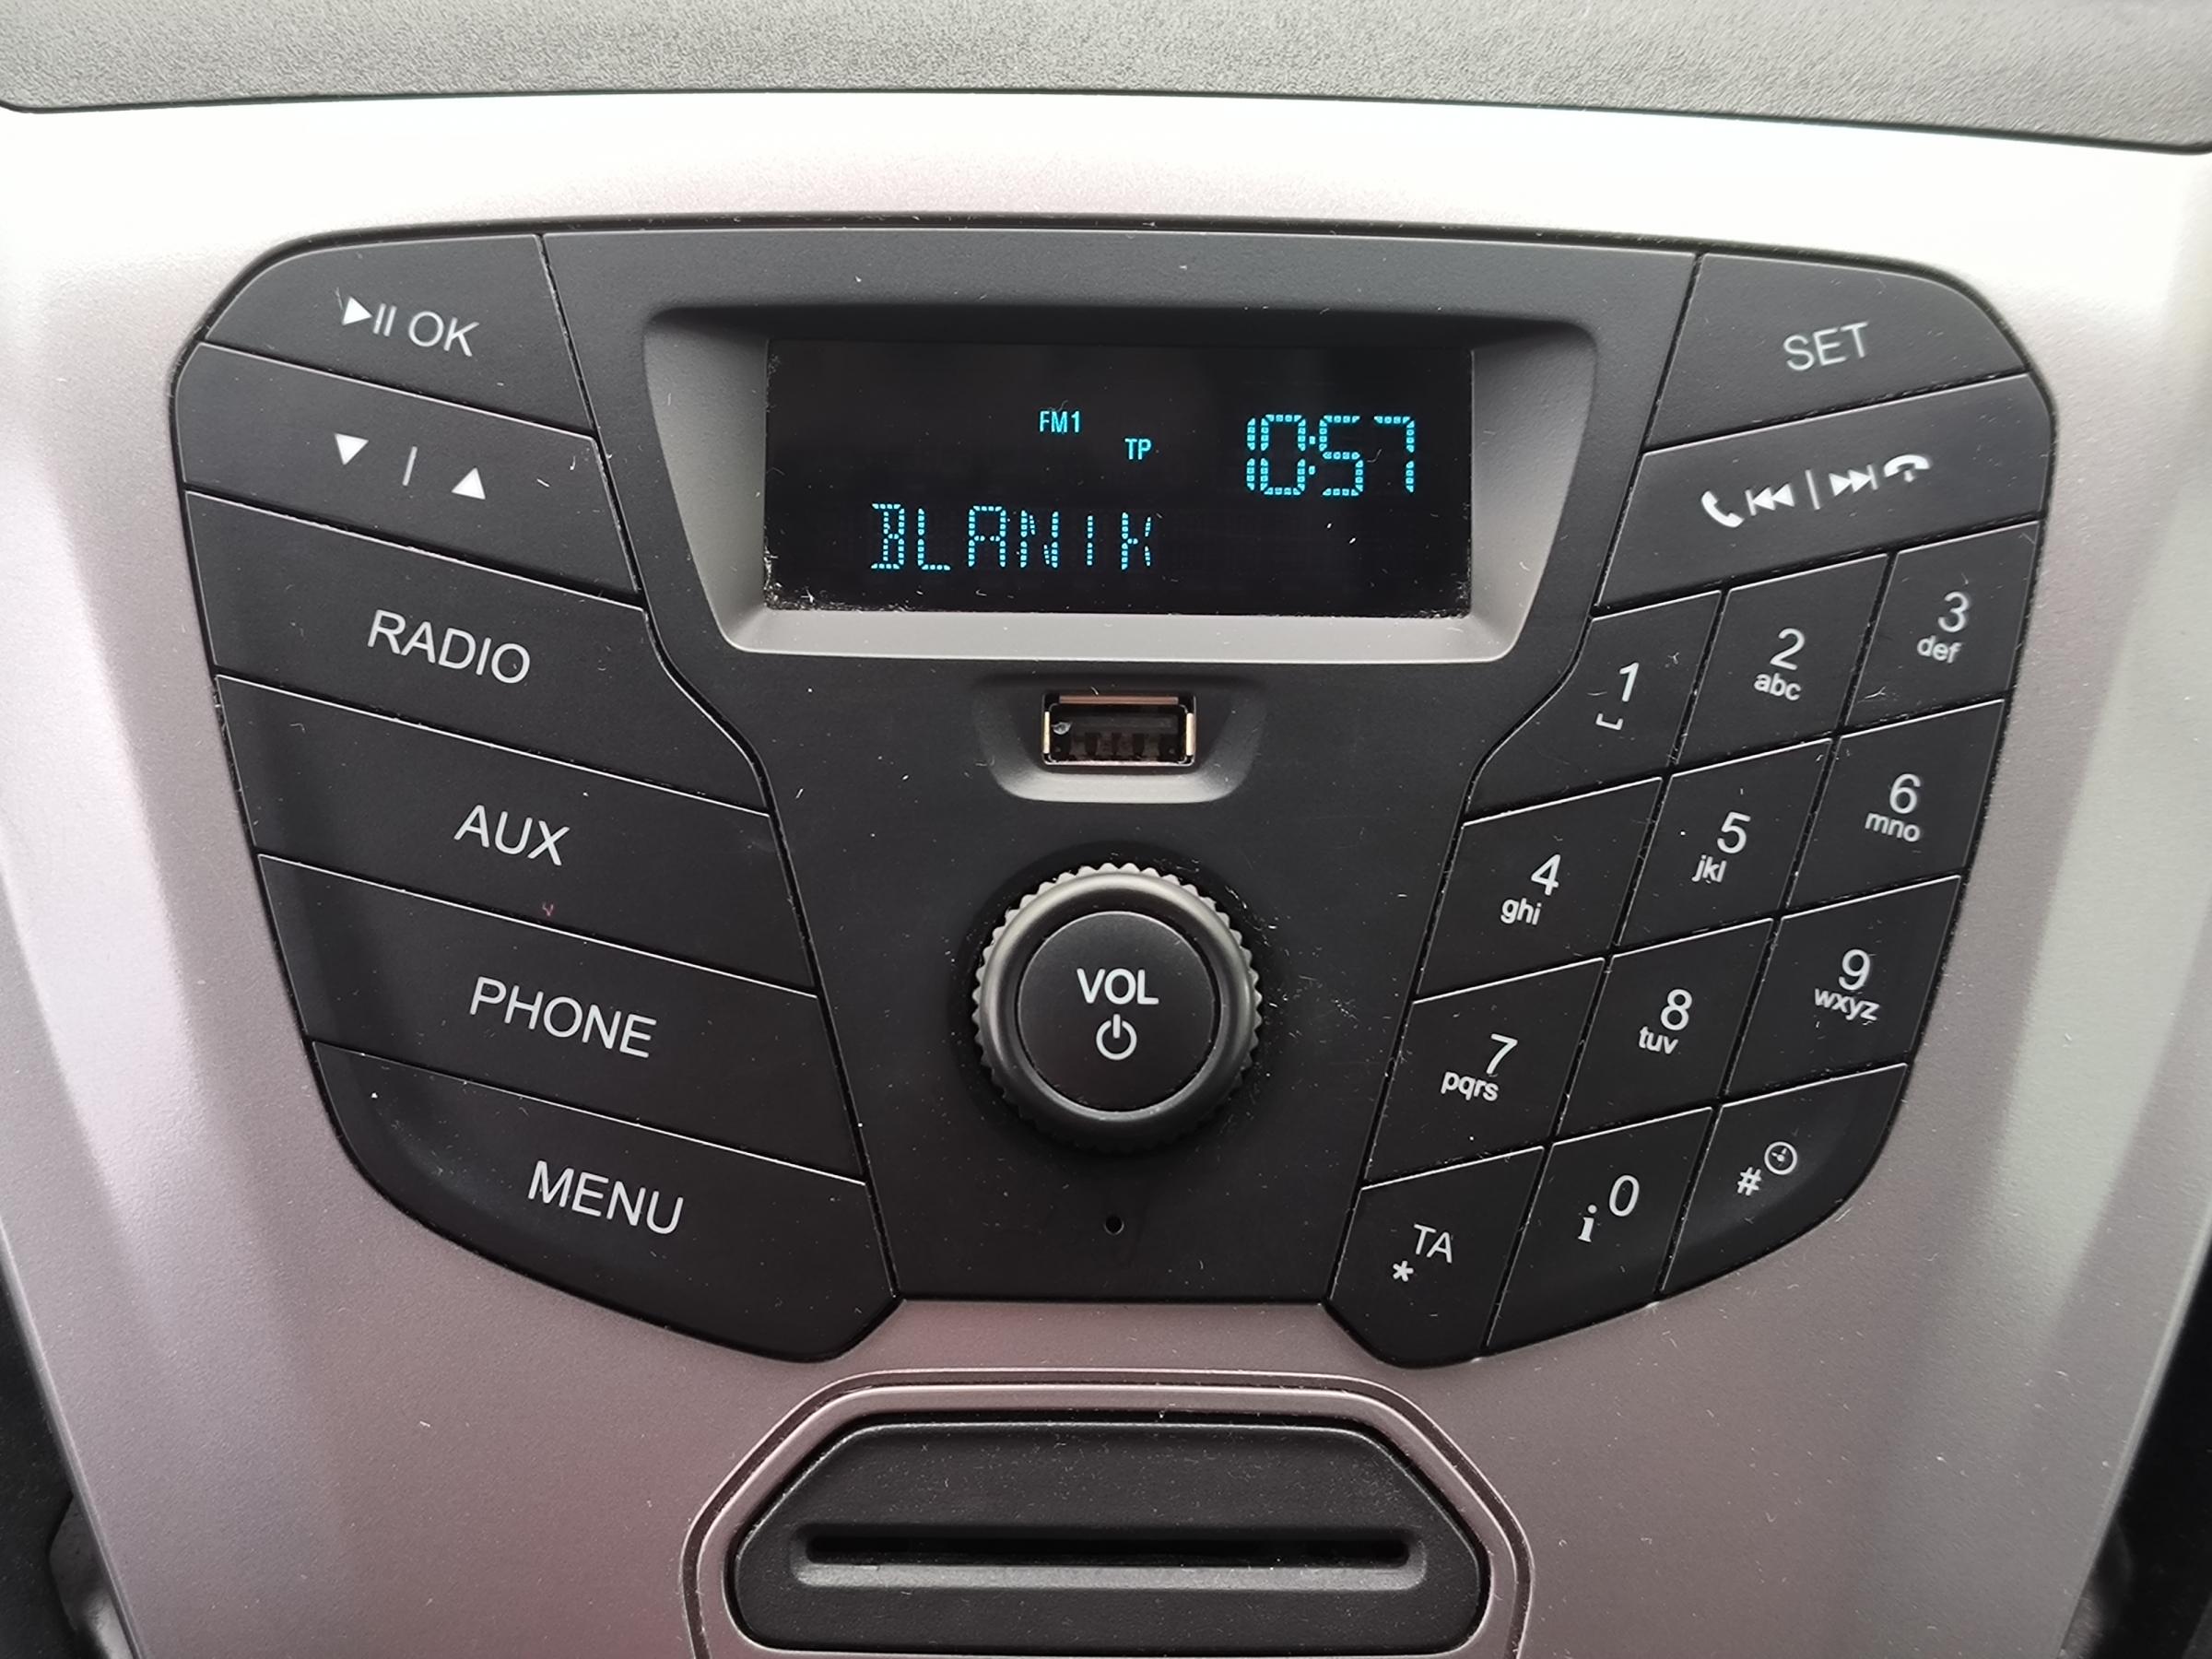 OK
SET
FM1
TP
10:57
BLANIK
RADIO
AUX
PHONE
MENU
VOL
1
2
abc
3
def
4
ghi
5
jkl
6
mno
7
pqrs
8
tuv
9
wxyz
TA
*
0
i
#